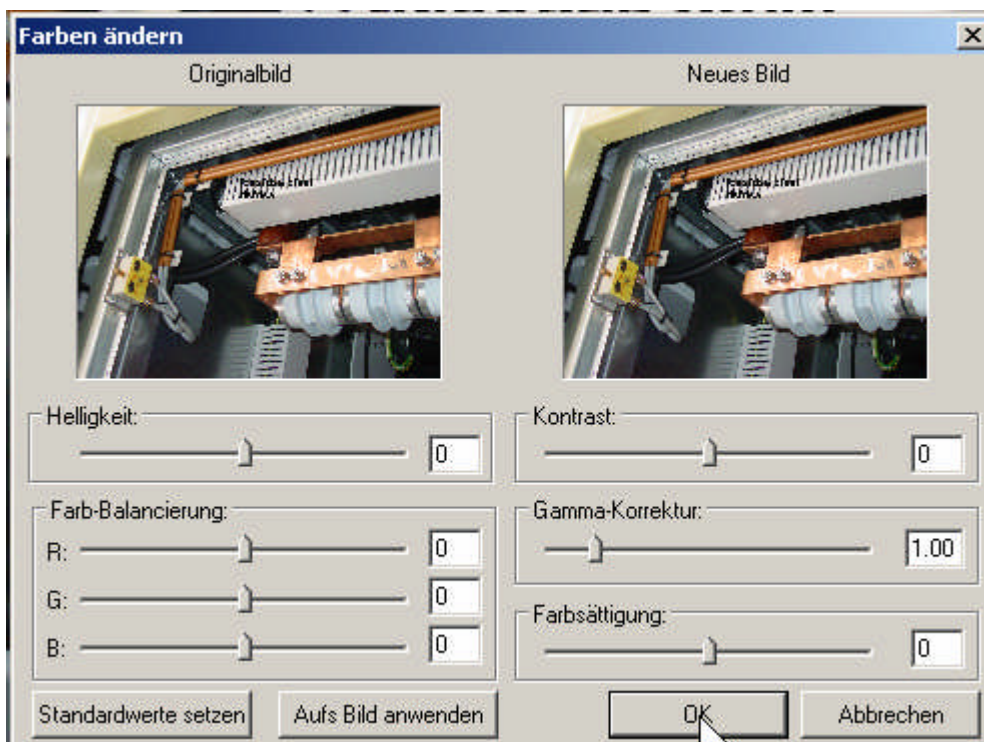 Farben ändern
Originalbild
Neues Bild
Helligkeit:
0
Kontrast:
0
Farb-Balancierung:
R:
0
G:
0
B:
0
Gamma-Korrektur:
1.00
Farbsättigung:
0
Standardwerte setzen
Aufs Bild anwenden
OK
Abbrechen